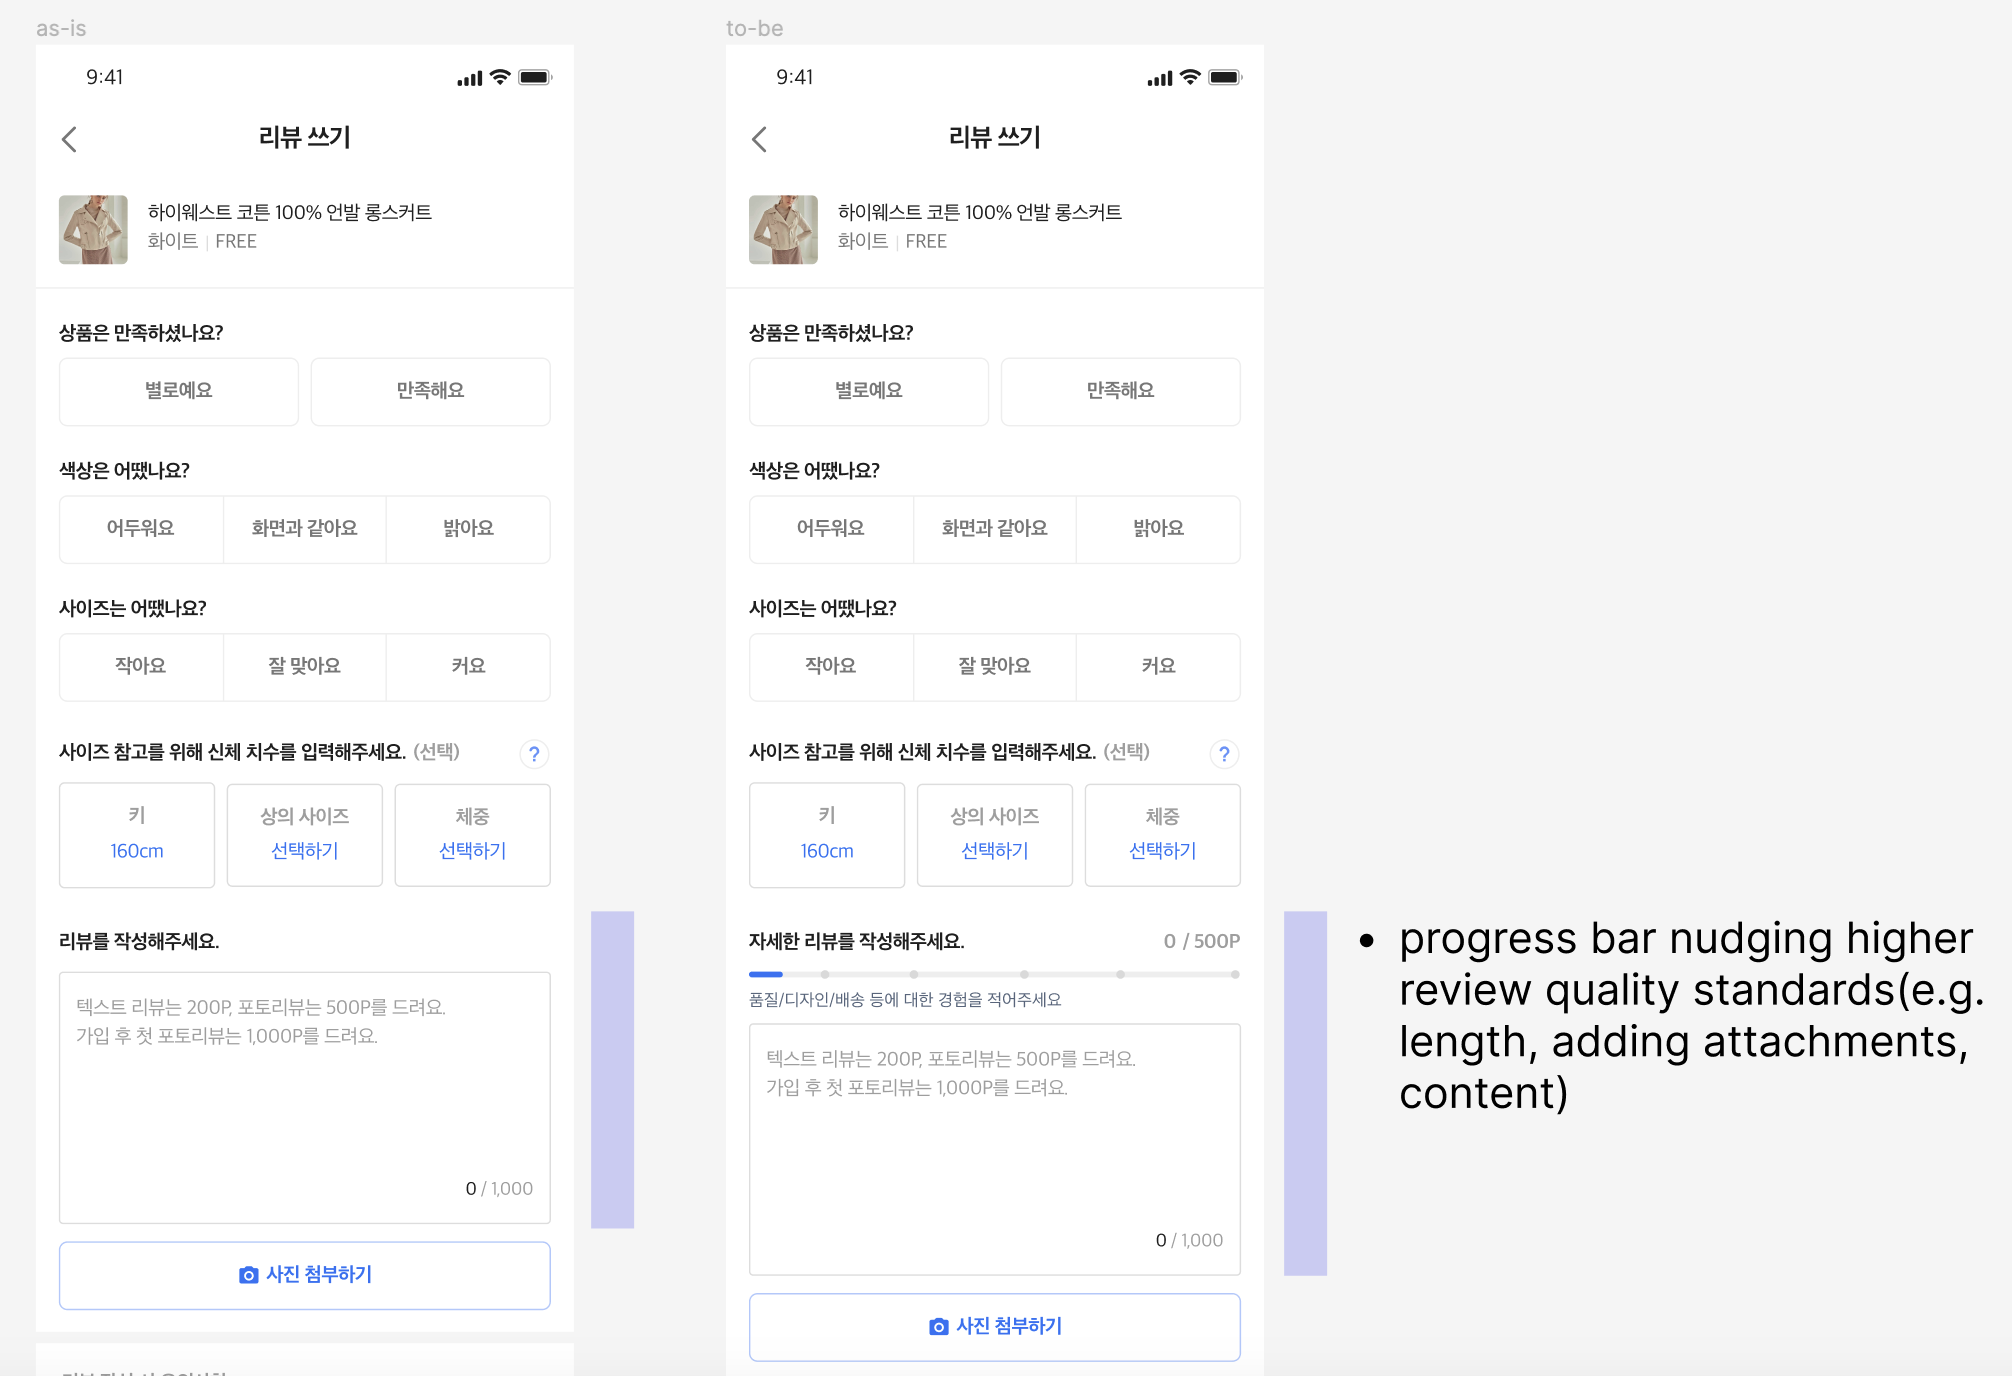 as-is
9:41
리뷰 쓰기
하이웨스트 코튼 100% 언발 롱스커트
화이트 | FREE
상품은 만족하셨나요?
별로예요
만족해요
색상은 어땠나요?
어두워요
화면과 같아요
밝아요
사이즈는 어땠나요?
작아요
잘 맞아요
커요
사이즈 참고를 위해 신체 치수를 입력해주세요. (선택)
?
키
160cm
상의 사이즈
선택하기
체중
선택하기
리뷰를 작성해주세요.
텍스트 리뷰는 200P, 포토리뷰는 500P를 드려요.
가입 후 첫 포토리뷰는 1,000P를 드려요.
0 / 1,000
사진 첨부하기
to-be
9:41
리뷰 쓰기
하이웨스트 코튼 100% 언발 롱스커트
화이트 | FREE
상품은 만족하셨나요?
별로예요
만족해요
색상은 어땠나요?
어두워요
화면과 같아요
밝아요
사이즈는 어땠나요?
작아요
잘 맞아요
커요
사이즈 참고를 위해 신체 치수를 입력해주세요. (선택)
?
키
160cm
상의 사이즈
선택하기
체중
선택하기
자세한 리뷰를 작성해주세요.
0 / 500P
품질/디자인/배송 등에 대한 경험을 적어주세요
텍스트 리뷰는 200P, 포토리뷰는 500P를 드려요.
가입 후 첫 포토리뷰는 1,000P를 드려요.
0 / 1,000
사진 첨부하기
• progress bar nudging higher
review quality standards(e.g.
length, adding attachments,
content)